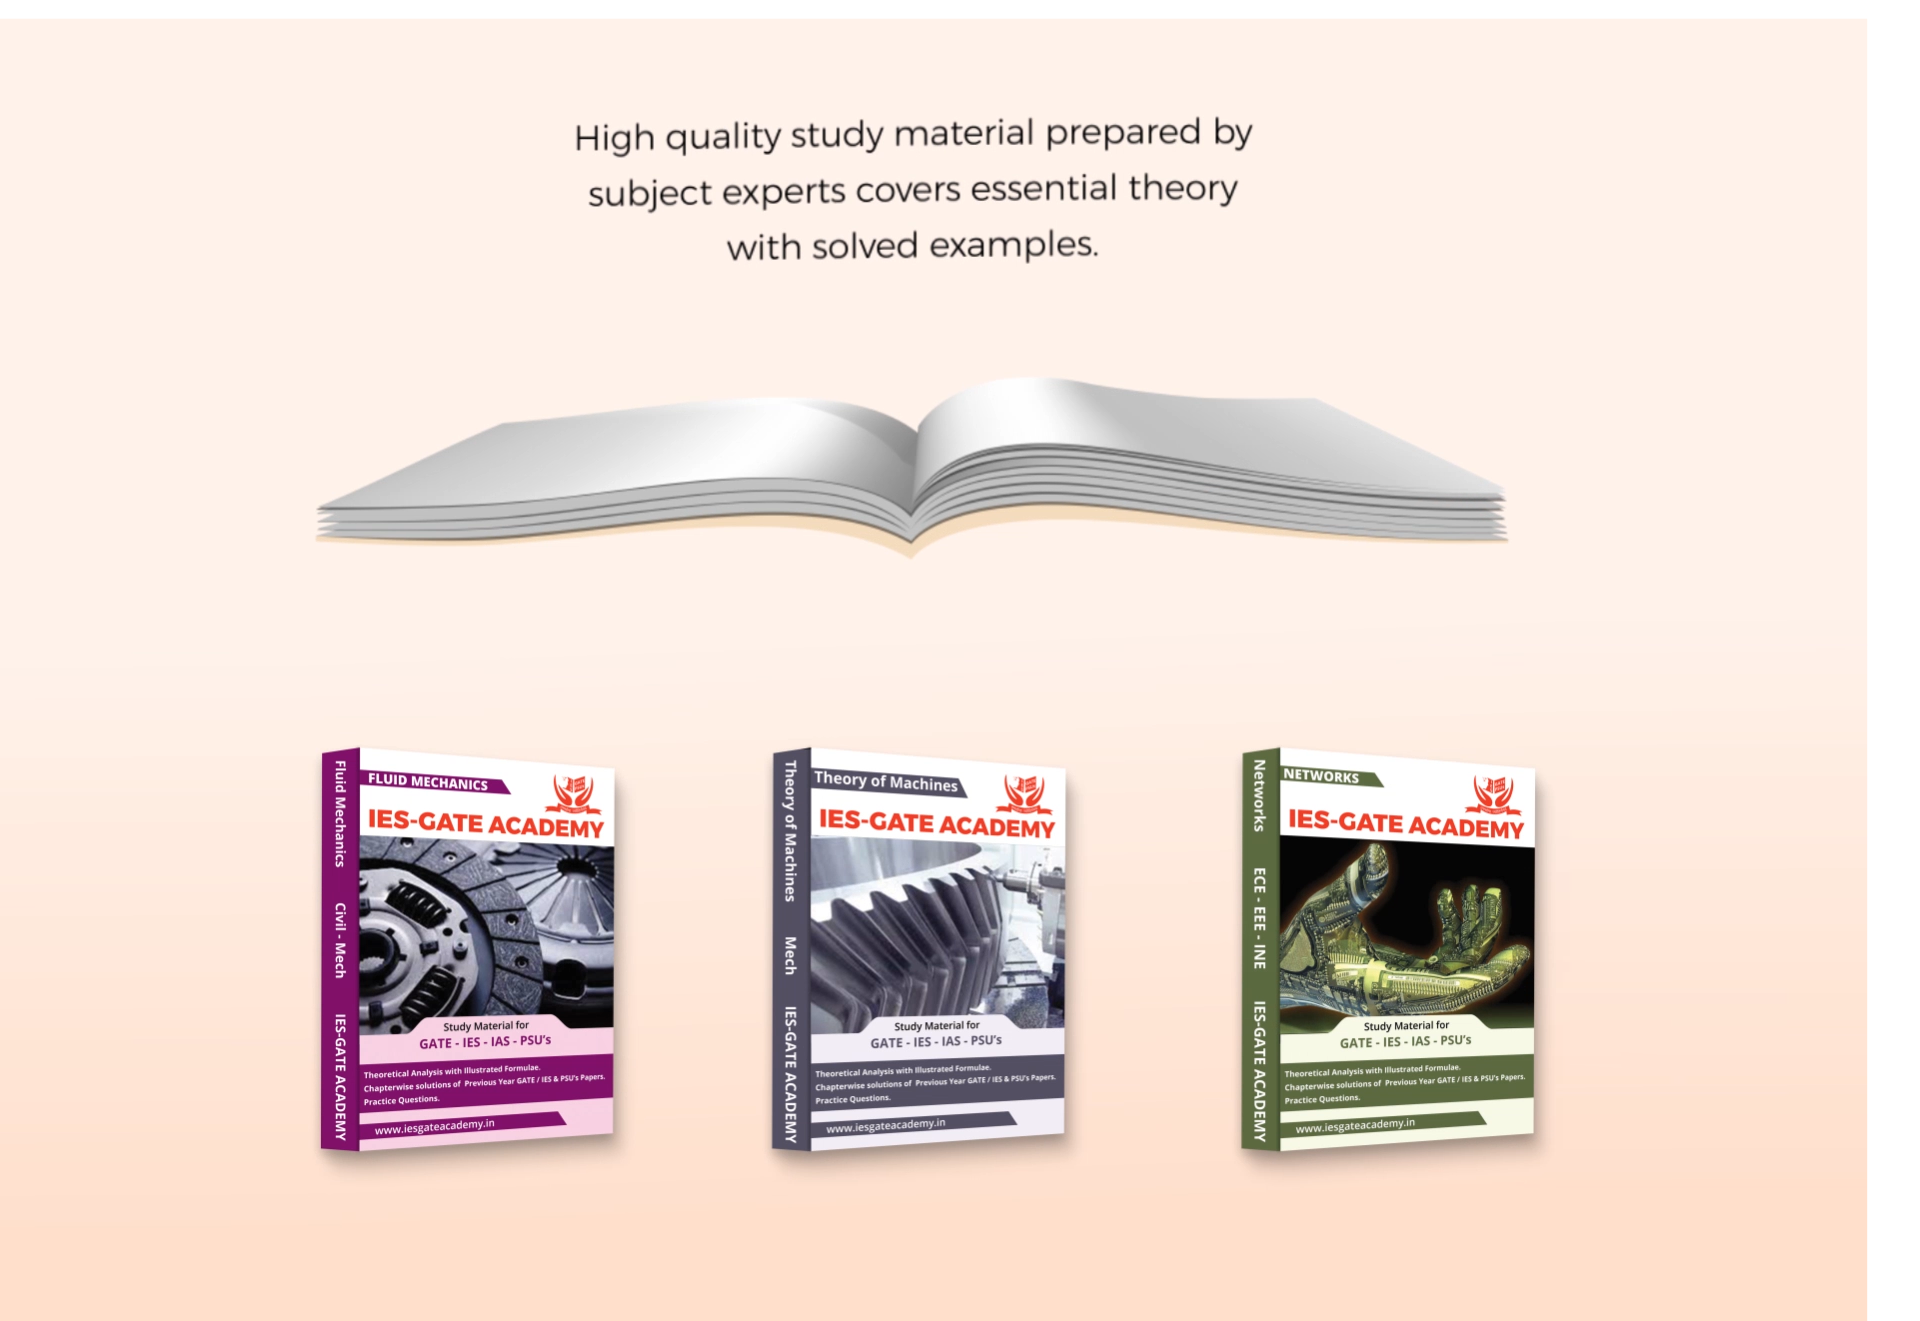 High quality study material prepared by
subject experts covers essential theory
with solved examples.
Fluid Mechanics Civil - Mech IES-GATE ACADEMY
FLUID MECHANICS
IES-GATE ACADEMY
Study Material for
GATE - IES - IAS - PSU's
Theoretical Analysis with Illustrated Formulae.
Chapterwise solutions of Previous Year GATE / IES & PSU's Papers.
Practice Questions.
www.iesgateacademy.in
Theory of Machines Mech IES-GATE ACADEMY
Theory of Machines
IES-GATE ACADEMY
Study Material for
GATE - IES - IAS - PSU's
Theoretical Analysis with Illustrated Formulae.
Chapterwise solutions of Previous Year GATE / IES & PSU's Papers.
Practice Questions.
www.iesgateacademy.in
Networks ECE - EEE - INE IES-GATE ACADEMY
NETWORKS
IES-GATE ACADEMY
Study Material for
GATE - IES - IAS - PSU's
Theoretical Analysis with Illustrated Formulae.
Chapterwise solutions of Previous Year GATE / IES & PSU's Papers.
Practice Questions.
www.iesgateacademy.in